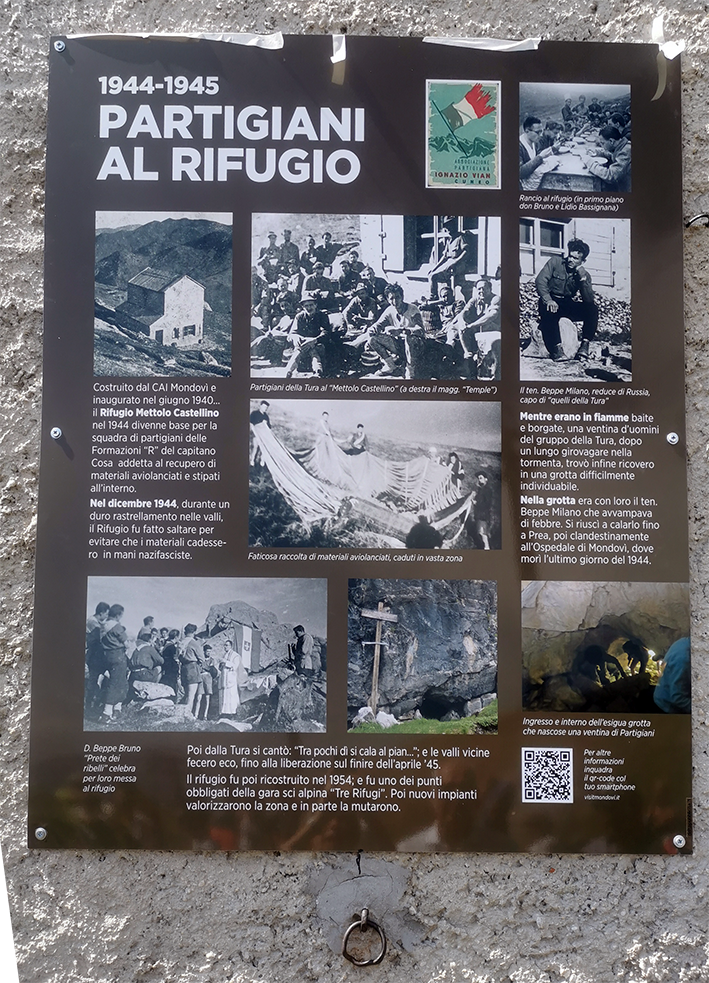 1944-1945
PARTIGIANI
AL RIFUGIO
ASSOCIAZIONE
PARTIGIANA
IGNAZIO VIAN
CUNEO
Rancio al rifugio (in primo piano
don Bruno e Lidio Bassignana)
Partigiani della Tura al "Mettolo Castellino" (a destra il magg. "Temple")
Il ten. Beppe Milano, reduce di Russia,
capo di "quelli della Tura"
Costruito dal CAI Mondovì e
inaugurato nel giugno 1940...
il Rifugio Mettolo Castellino
nel 1944 divenne base per la
squadra di partigiani delle
Formazioni "R" del capitano
Cosa addetta al recupero di
materiali aviolanciati e stipati
all'interno.
Nel dicembre 1944, durante un
duro rastrellamento nelle valli,
il Rifugio fu fatto saltare per
evitare che i materiali cadesse-
ro in mani nazifasciste.
Faticosa raccolta di materiali aviolanciati, caduti in vasta zona
Mentre erano in fiamme baite
e borgate, una ventina d'uomini
del gruppo della Tura, dopo
un lungo girovagare nella
tormenta, trovò infine ricovero
in una grotta difficilmente
individuabile.
Nella grotta era con loro il ten.
Beppe Milano che avvampava
di febbre. Si riuscì a calarlo fino
a Prea, poi clandestinamente
all'Ospedale di Mondovì, dove
morì l'ultimo giorno del 1944.
D. Beppe Bruno
"Prete dei
ribelli" celebra
per loro messa
al rifugio
Poi dalla Tura si cantò: "Tra pochi dì si cala al pian..."; e le valli vicine
fecero eco, fino alla liberazione sul finire dell'aprile '45.
Il rifugio fu poi ricostruito nel 1954; e fu uno dei punti
obbligati della gara sci alpina "Tre Rifugi". Poi nuovi impianti
valorizzarono la zona e in parte la mutarono.
Ingresso e interno dell'esigua grotta
che nascose una ventina di Partigiani
Per altre
informazioni
inquadra
il qr-code col
tuo smartphone
visitmondovi.it